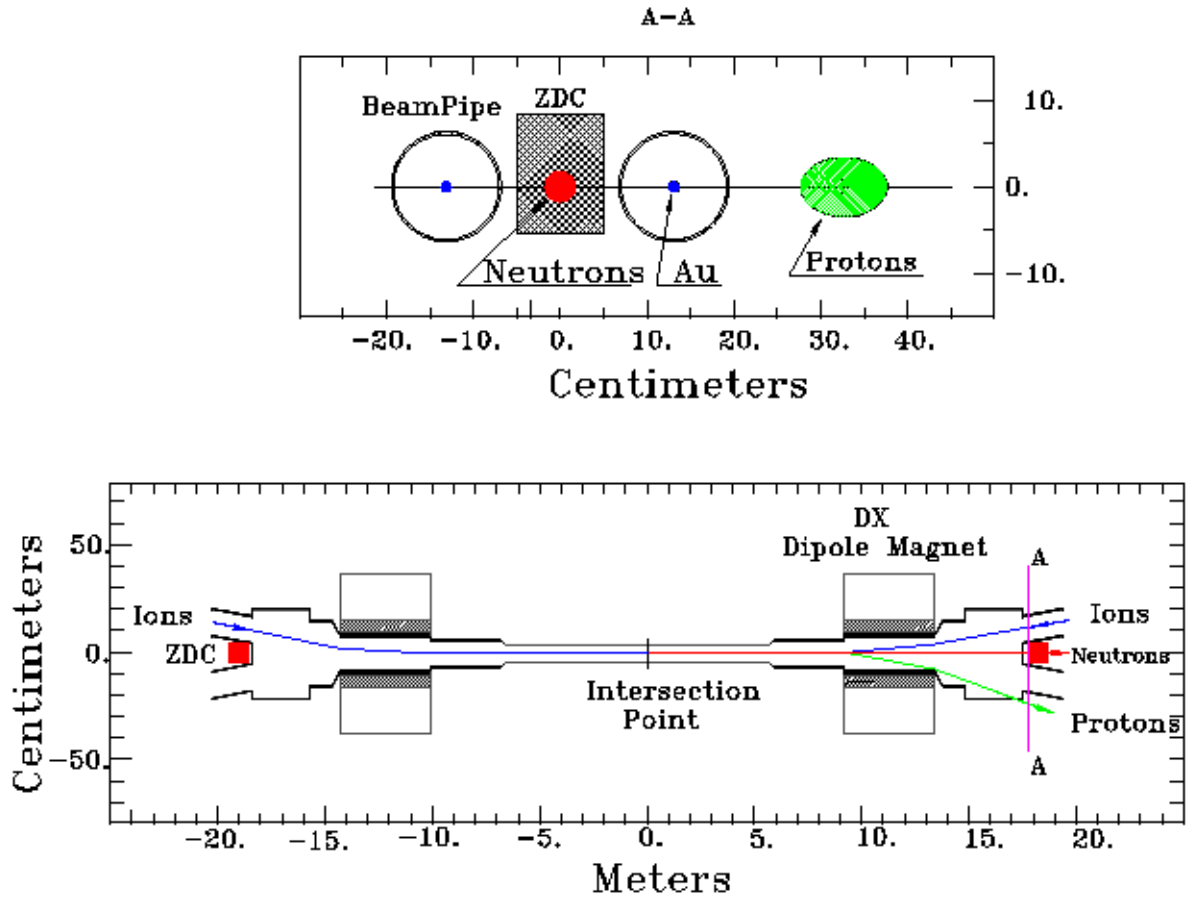 A-A
BeamPipe
ZDC
10.
0.
-10.
Neutrons
Au
Protons
-20. -10. 0. 10. 20. 30. 40.
Centimeters
DX
Dipole Magnet
50.
0.
-50.
Centimeters
Ions
ZDC
Intersection
Point
A
Ions
Neutrons
Protons
A
-20. -15. -10. -5. 0. 5. 10. 15. 20.
Meters